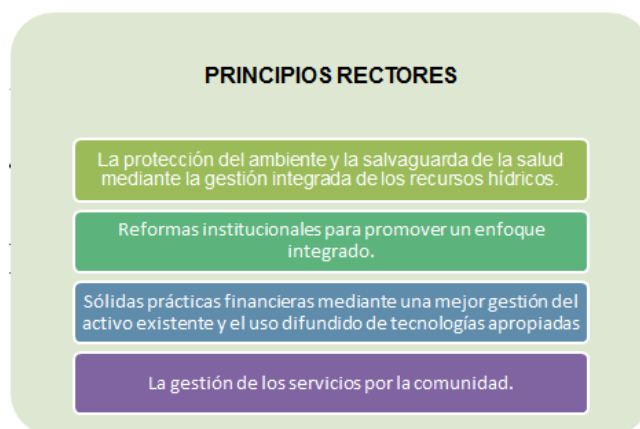 PRINCIPIOS RECTORES
La protección del ambiente y la salvaguarda de la salud
mediante la gestión integrada de los recursos hídricos.
Reformas institucionales para promover un enfoque
integrado.
Sólidas prácticas financieras mediante una mejor gestión del
activo existente y el uso difundido de tecnologías apropiadas
La gestión de los servicios por la comunidad.